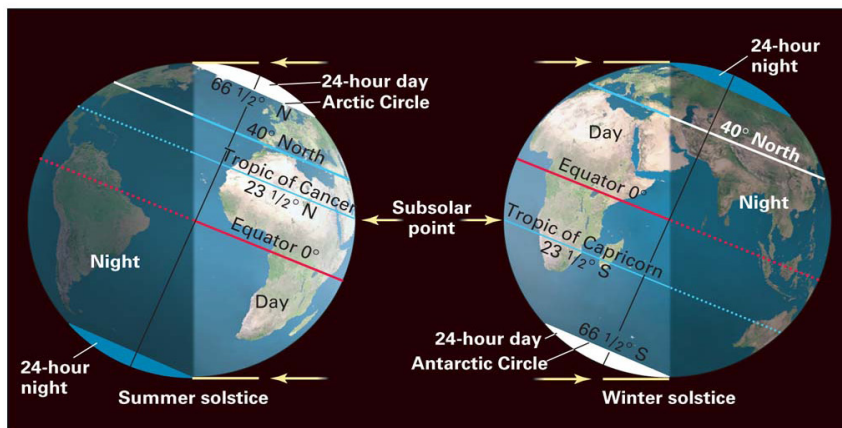 66 1/2° N
24-hour day
Arctic Circle
40° North
Tropic of Cancer
23 1/2° N
Equator 0°
Night
Day
24-hour
night
Summer solstice
Subsolar
point
24-hour
night
Day
40° North
Equator 0°
Night
Tropic of Capricorn
23 1/2° S
24-hour day
Antarctic Circle
66 1/2° S
Winter solstice